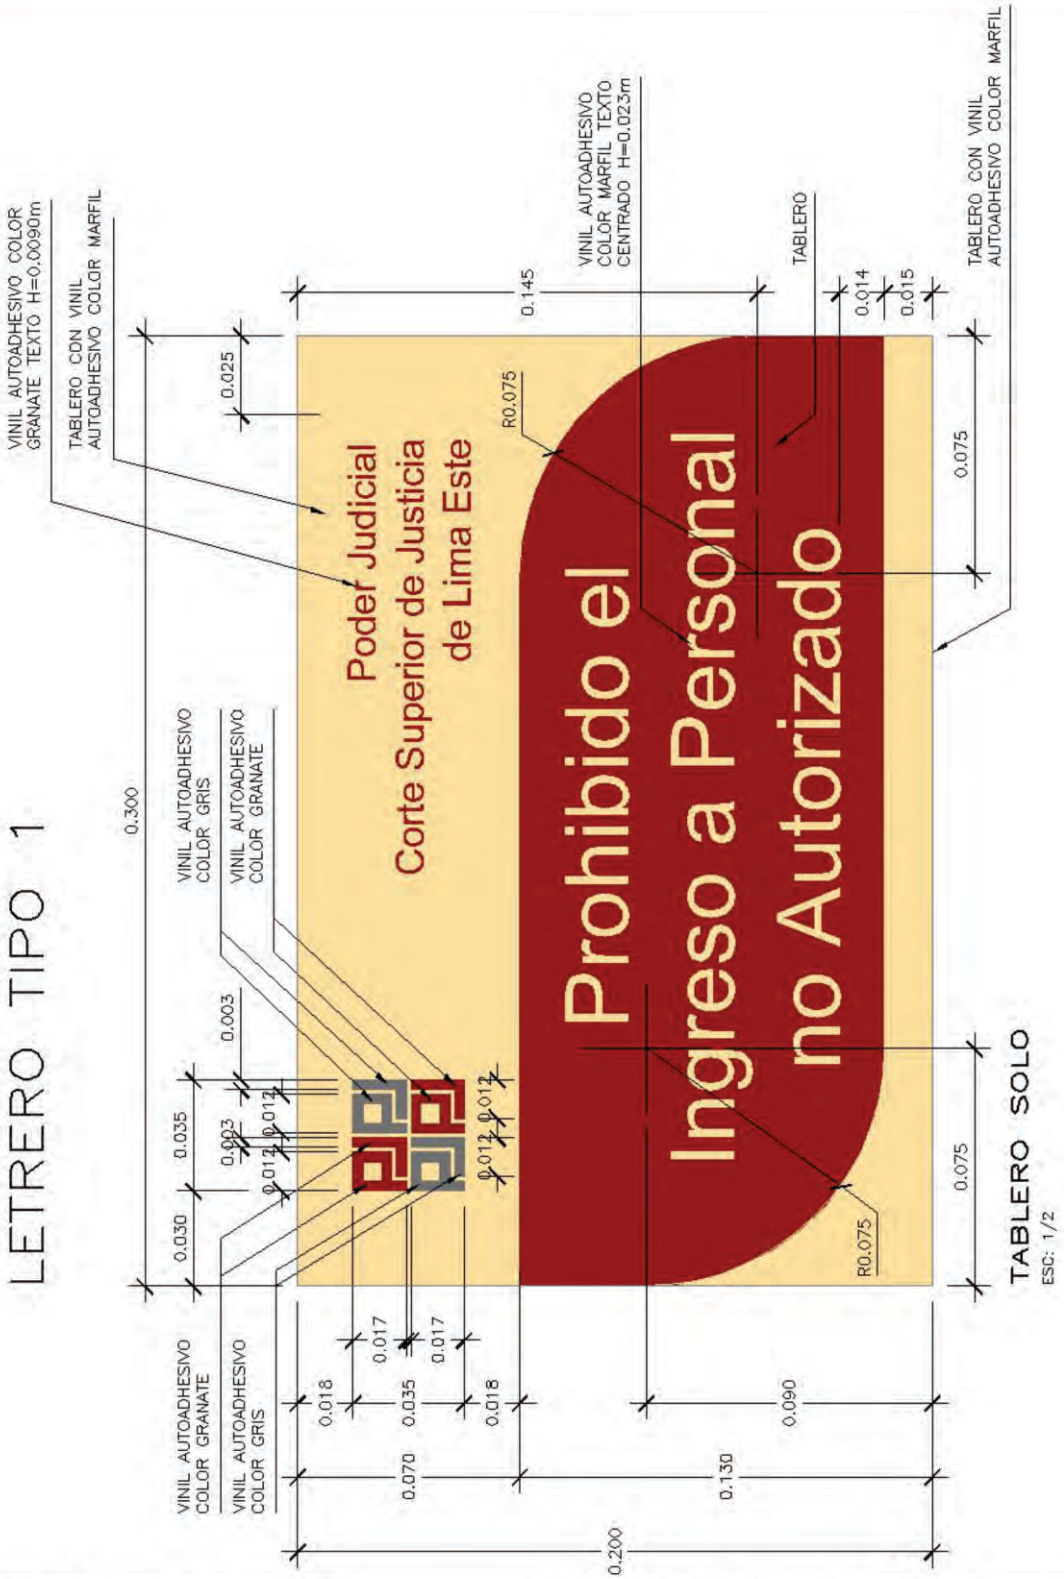 LETRERO TIPO 1
VINIL AUTOADHESIVO COLOR
GRANATE TEXTO H=0.0090m
TABLERO CON VINIL
AUTOADHESIVO COLOR MARFIL
0.300
VINIL AUTOADHESIVO
COLOR GRIS
VINIL AUTOADHESIVO
COLOR GRANATE
0.030
0.035
0.003
0.003
0.012
0.012
0.025
VINIL AUTOADHESIVO
COLOR GRANATE
VINIL AUTOADHESIVO
COLOR GRIS
Poder Judicial
Corte Superior de Justicia
de Lima Este
0.018
0.017
0.035
0.017
0.018
0.070
0.012
0.012
0.012
0.145
R0.075
VINIL AUTOADHESIVO
COLOR MARFIL TEXTO
CENTRADO H=0.023m
Prohibido el
Ingreso a Personal
no Autorizado
TABLERO
0.200
0.130
0.090
R0.075
0.014
0.015
0.075
0.075
TABLERO CON VINIL
AUTOADHESIVO COLOR MARFIL
TABLERO SOLO
ESC: 1/2